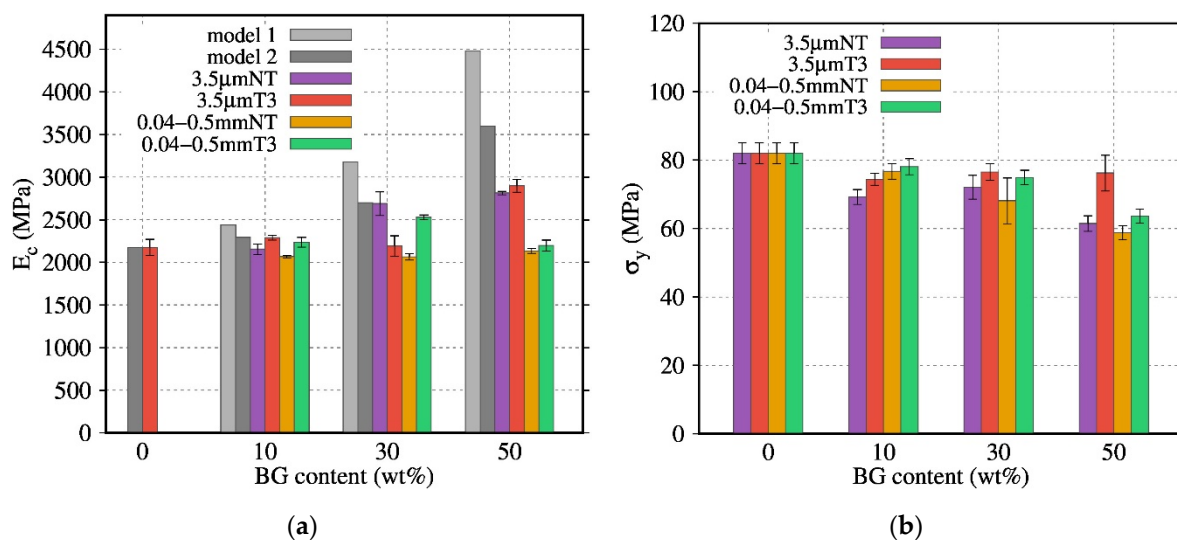 model 1
model 2
3.5μmNT
3.5μmT3
0.04–0.5mmNT
0.04–0.5mmT3
4500
4000
3500
3000
2500
2000
1500
1000
500
0
E_c (MPa)
0 10 30 50
BG content (wt%)
(a)
3.5μmNT
3.5μmT3
0.04–0.5mmNT
0.04–0.5mmT3
120
100
80
60
40
20
0
σ_y (MPa)
0 10 30 50
BG content (wt%)
(b)